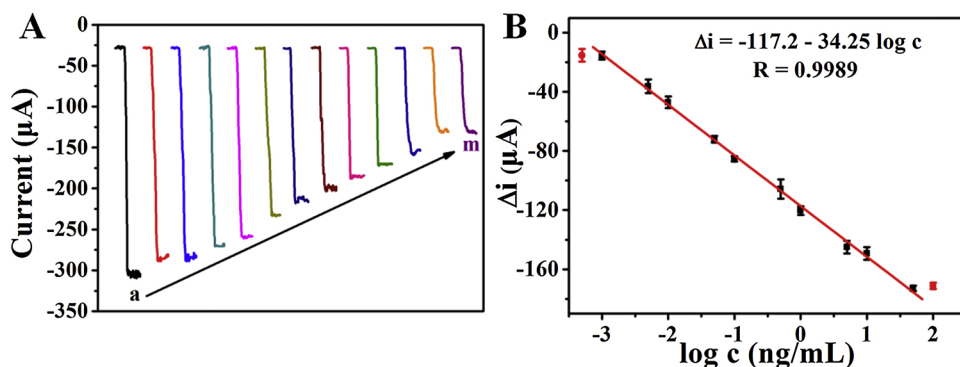 A
Current (μA)
0
-50
-100
-150
-200
-250
-300
-350
a
m
B
Δi (μA)
0
-40
-80
-120
-160
Δi = -117.2 - 34.25 log c
R = 0.9989
-3 -2 -1 0 1 2
log c (ng/mL)